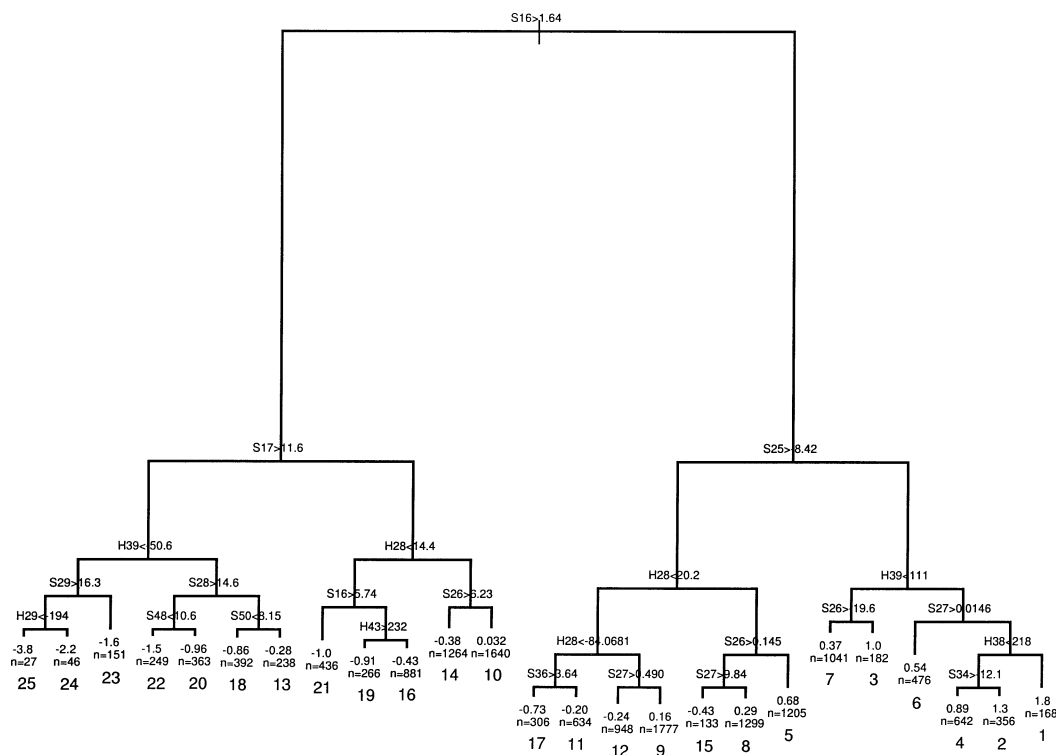 S16>1.64
S17>11.6
S25>-8.42
H39<-50.6
H28<14.4
H28<20.2
H39<111
S29>16.3
S28>14.6
S16>5.74
S26>6.23
S26>-19.6
S27>0.0146
H29<-194
S48<10.6
S50<8.15
H43>232
H28<-84.0681
S26>0.145
H38<218
-3.8
n=27
25
-2.2
n=46
24
-1.6
n=151
23
-1.5
n=249
22
-0.96
n=363
20
-0.86
n=392
18
-0.28
n=238
13
-1.0
n=436
21
-0.91
n=266
19
-0.43
n=881
16
-0.38
n=1264
14
0.032
n=1640
10
S36>3.64
S27>0.490
S27>9.84
S34>-12.1
-0.73
n=306
17
-0.20
n=634
11
-0.24
n=948
12
0.16
n=1777
9
-0.43
n=133
15
0.29
n=1299
8
0.68
n=1205
5
0.37
n=1041
7
1.0
n=182
3
0.54
n=476
6
0.89
n=642
4
1.3
n=356
2
1.8
n=168
1